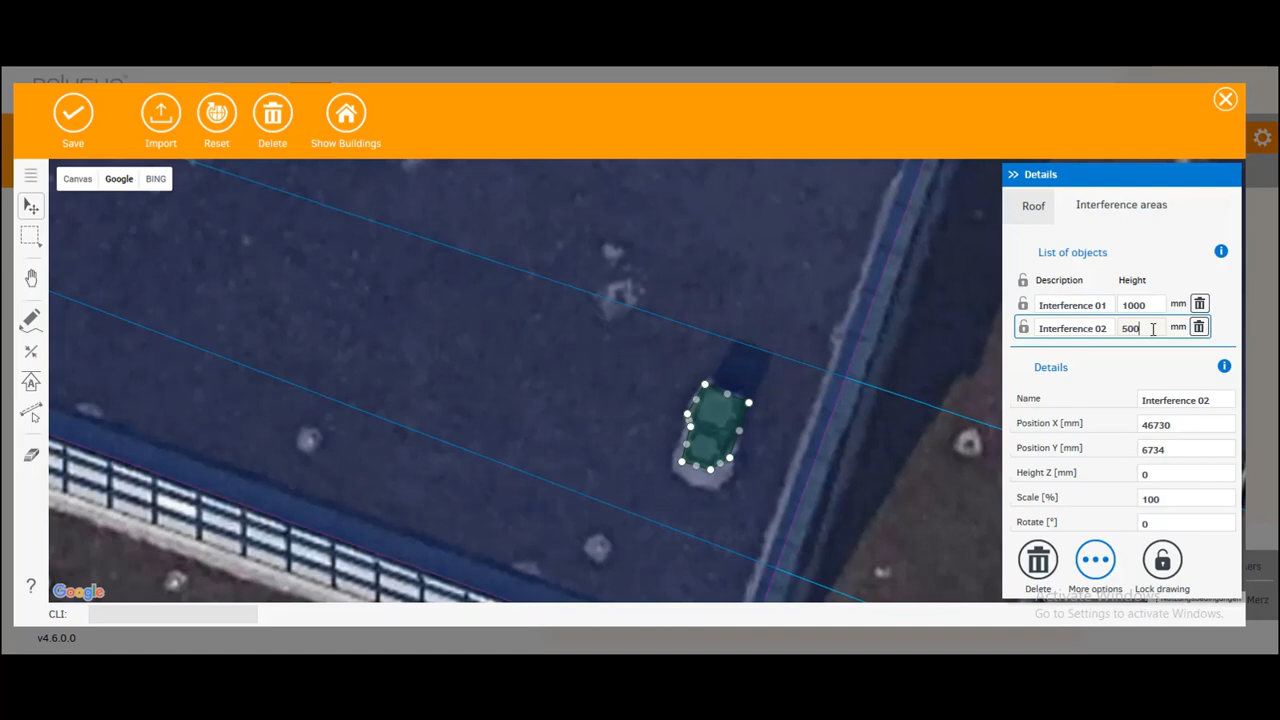 Save
Import
Reset
Delete
Show Buildings
Canvas
Google
BING
>> Details
Roof
Interference areas
List of objects
Description
Height
Interference 01
1000
mm
Interference 02
500
mm
Details
Name
Interference 02
Position X [mm]
46730
Position Y [mm]
6734
Height Z [mm]
0
Scale [%]
100
Rotate [°]
0
Delete
More options
Lock drawing
Activate Windows
Go to Settings to activate Windows.
Merz
Google
?
CLI:
v4.6.0.0